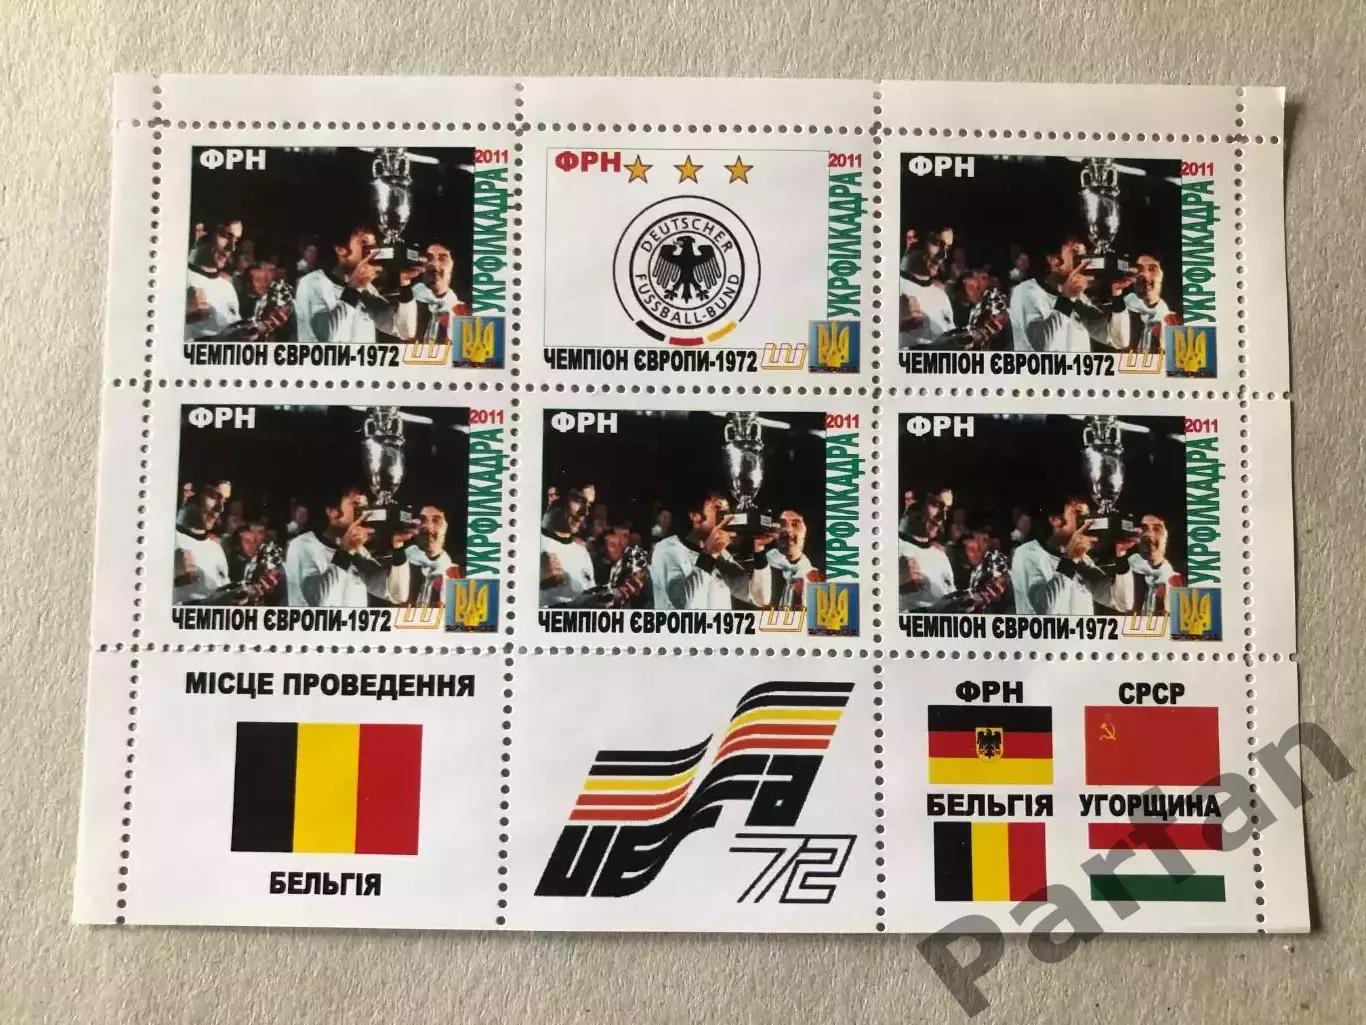 ФРН
2011
УКРФІЛКАДРА
ЧЕМПІОН ЄВРОПИ-1972
Ш
ФРН
2011
УКРФІЛКАДРА
DEUTSCHER
FUSSBALL-BUND
ЧЕМПІОН ЄВРОПИ-1972
Ш
ФРН
2011
УКРФІЛКАДРА
ЧЕМПІОН ЄВРОПИ-1972
Ш
ФРН
2011
УКРФІЛКАДРА
ЧЕМПІОН ЄВРОПИ-1972
Ш
ФРН
2011
УКРФІЛКАДРА
ЧЕМПІОН ЄВРОПИ-1972
Ш
ФРН
2011
УКРФІЛКАДРА
ЧЕМПІОН ЄВРОПИ-1972
Ш
МІСЦЕ ПРОВЕДЕННЯ
БЕЛЬГІЯ
UEFA
72
ФРН СРСР
БЕЛЬГІЯ УГОРЩИНА
Parfan